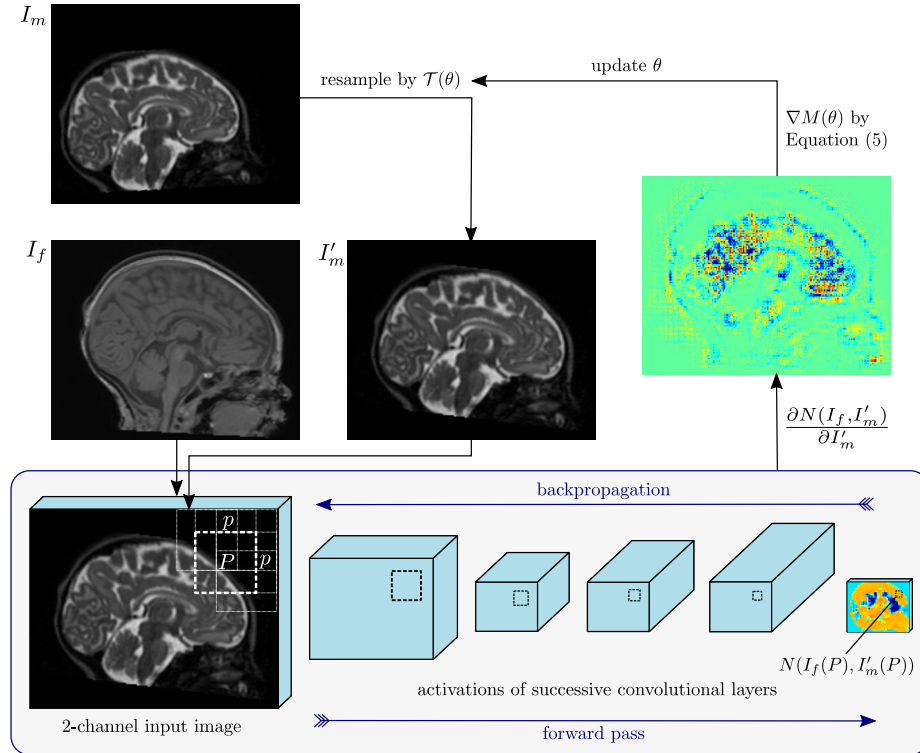 I_m
resample by 𝒯(θ)
update θ
∇M(θ) by
Equation (5)
I_f
I'_m
∂N(I_f,I'_m)
∂I'_m
backpropagation
p
P
p
N(I_f(P), I'_m(P))
activations of successive convolutional layers
2-channel input image
forward pass